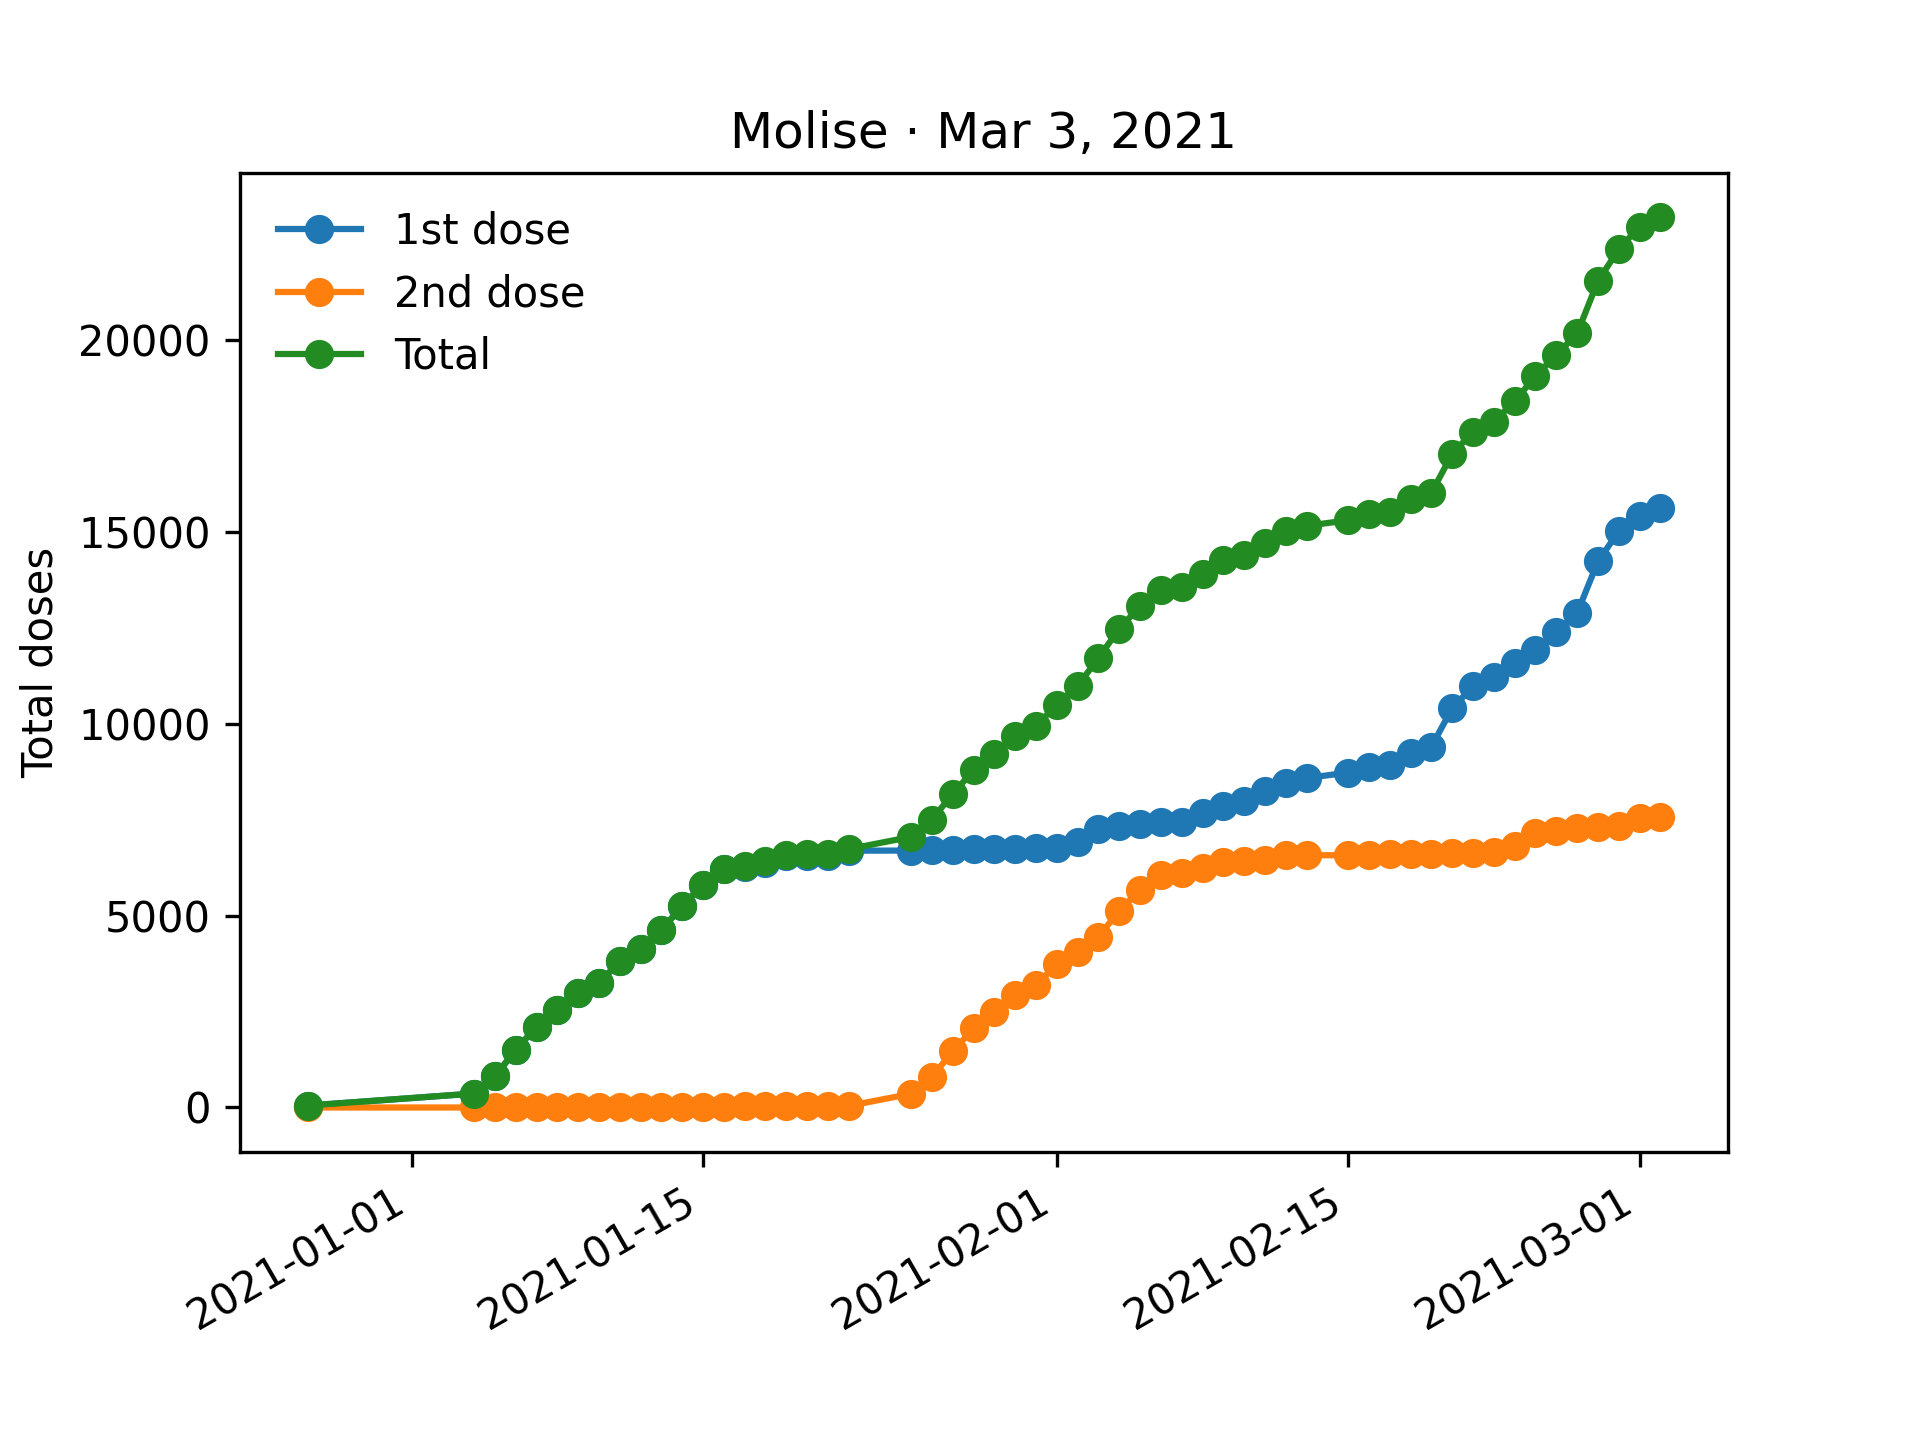 Molise · Mar 3, 2021
1st dose
2nd dose
Total
Total doses
20000
15000
10000
5000
0
2021-01-01
2021-01-15
2021-02-01
2021-02-15
2021-03-01